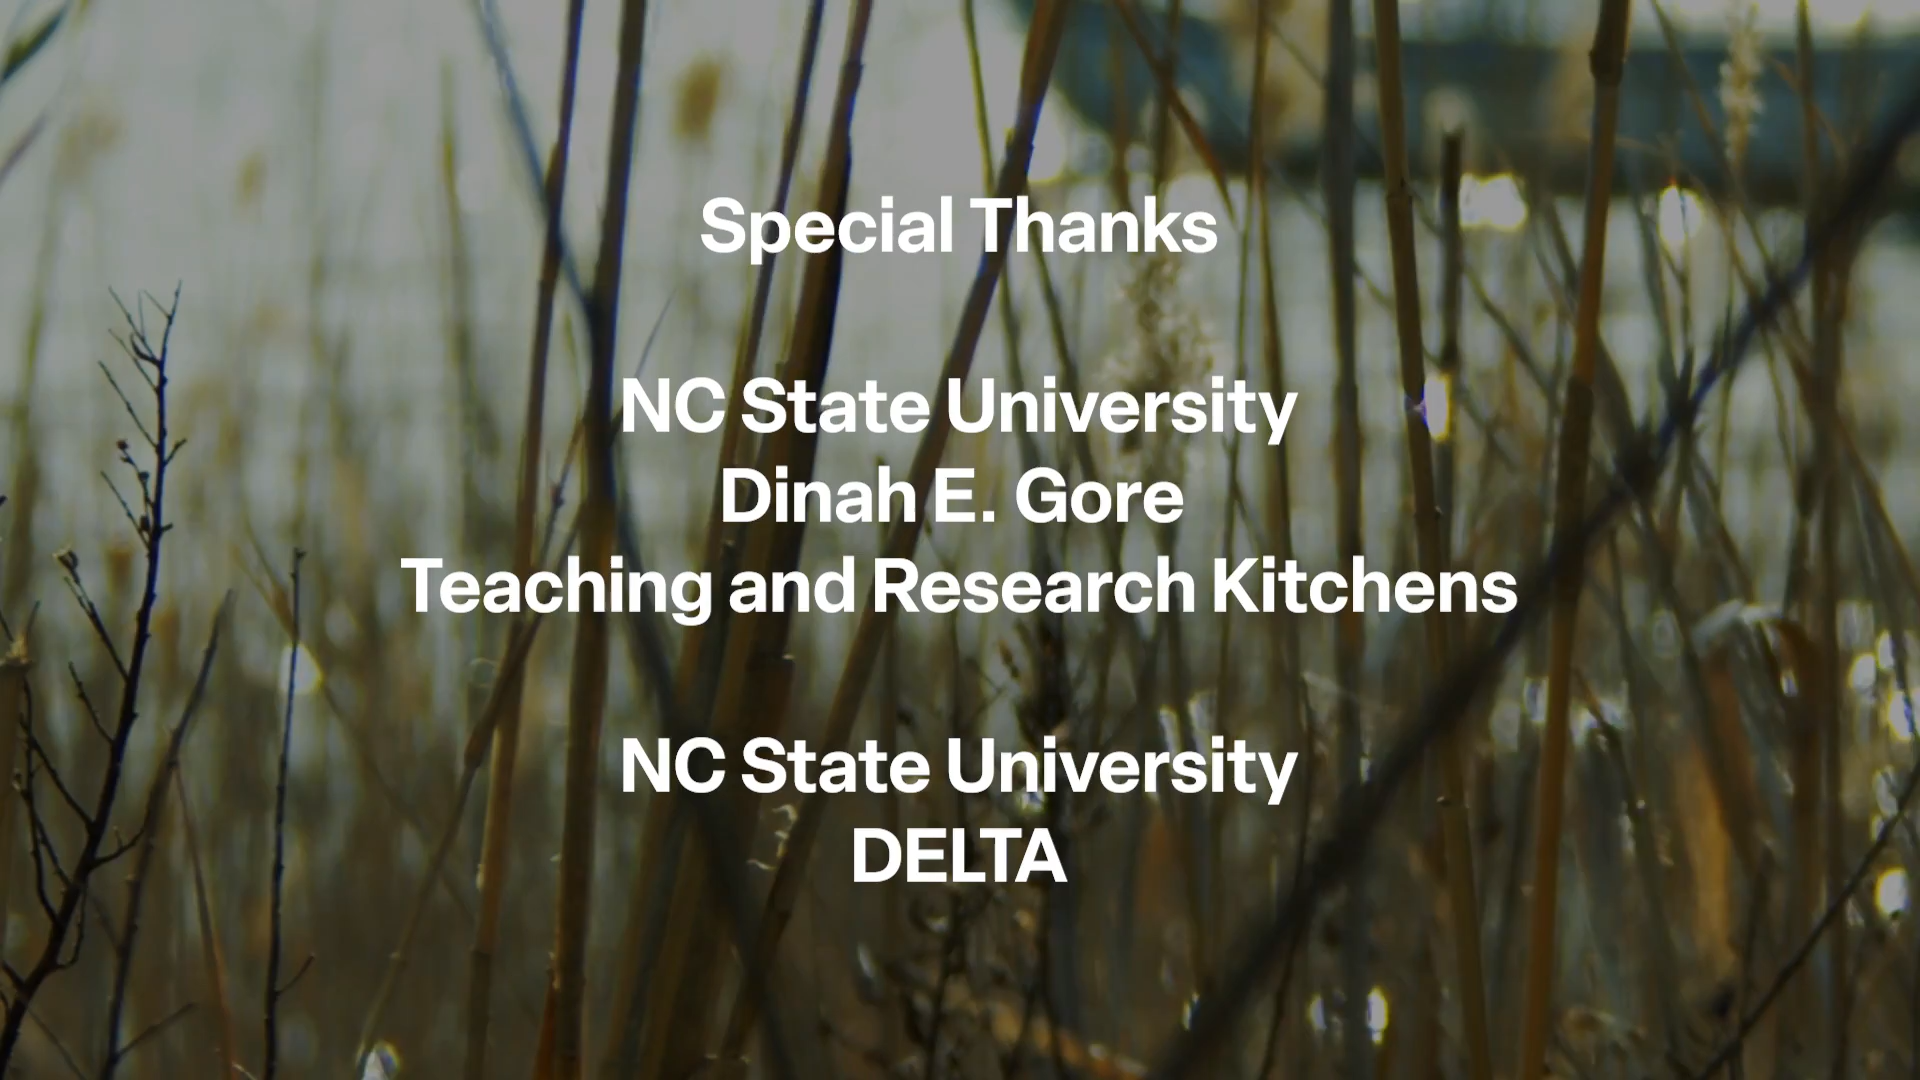 Special Thanks
NC State University
Dinah E. Gore
Teaching and Research Kitchens
NC State University
DELTA